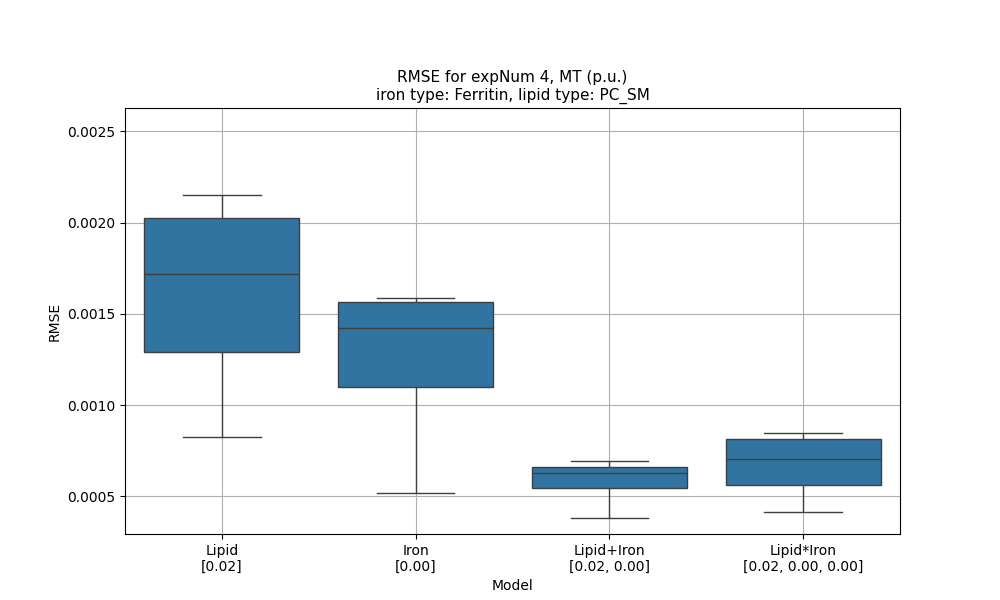 RMSE for expNum 4, MT (p.u.)
iron type: Ferritin, lipid type: PC_SM
0.0025
0.0020
0.0015
0.0010
0.0005
RMSE
Lipid
[0.02]
Iron
[0.00]
Lipid+Iron
[0.02, 0.00]
Lipid*Iron
[0.02, 0.00, 0.00]
Model